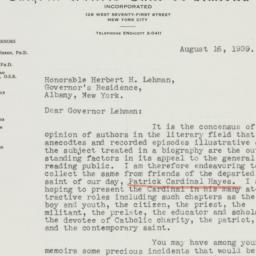 INCORPORATED
128 WEST SEVENTY-FIRST STREET
NEW YORK CITY
TELEPHONE ENDICOTT 2-0411
August 16, 1939.
Honorable Herbert H. Lehman,
Governor's Residence,
Albany, New York.
Dear Governor Lehman:
It is the concensus of
opinion of authors in the literary field that
anecdotes and recorded episodes illustrative o
the subject treated in a biography are the out
standing factors in its appeal to the general
reading public. I am therefore endeavoring to
collect the same from friends of the departed
saint of our day, Patrick Cardinal Hayes. I a
hoping to present the Cardinal in his many at-
tractive roles including such chapters as the
boy and youth, the citizen, the priest, the
militant, the prelate, the educator and schola
the devotee of Catholic charity, the patriot,
and the contemporary saint.
You may have among your
memoirs some precious incidents that would be